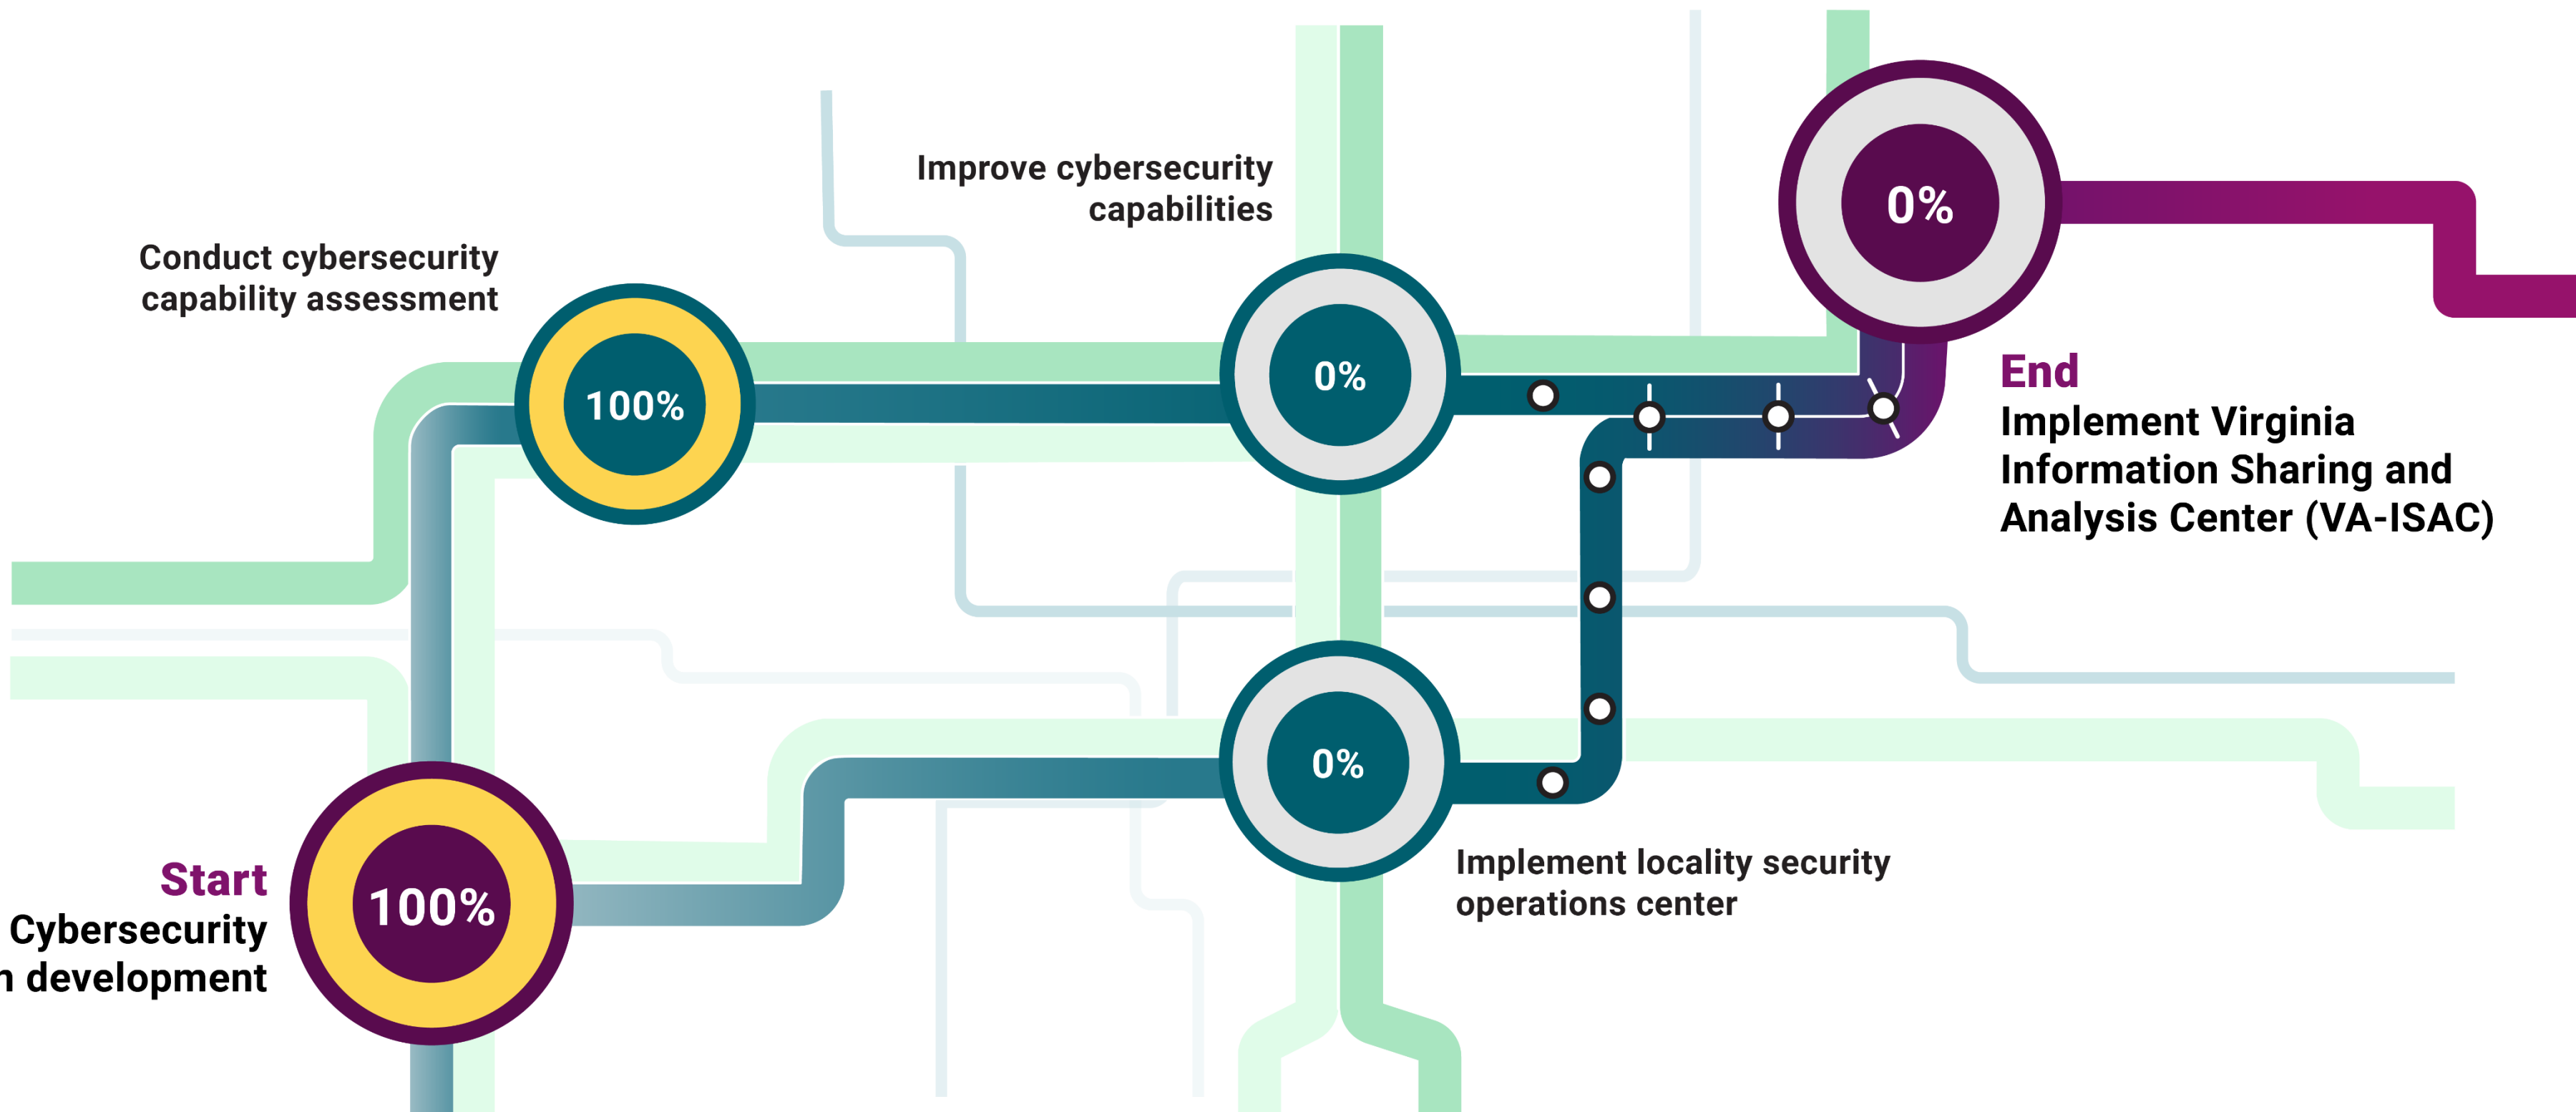 Improve cybersecurity
capabilities
0%
Conduct cybersecurity
capability assessment
100%
0%
End
Implement Virginia
Information Sharing and
Analysis Center (VA-ISAC)
0%
Implement locality security
operations center
Start
Cybersecurity
development
100%